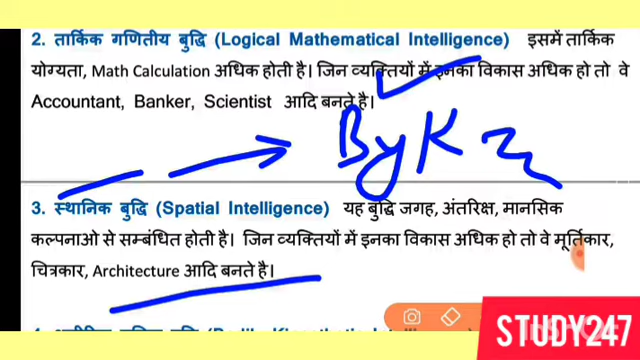 2. तार्किक गणितीय बुद्धि (Logical Mathematical Intelligence) इसमें तार्किक
योग्यता, Math Calculation अधिक होती है। जिन व्यक्तियों में इनका विकास अधिक हो तो वे
Accountant, Banker, Scientist आदि बनते है।
By K
3. स्थानिक बुद्धि (Spatial Intelligence) यह बुद्धि जगह, अंतरिक्ष, मानसिक
कल्पनाओ से सम्बंधित होती है। जिन व्यक्तियों में इनका विकास अधिक हो तो वे मूर्तिकार,
चित्रकार, Architecture आदि बनते है।
STUDY247